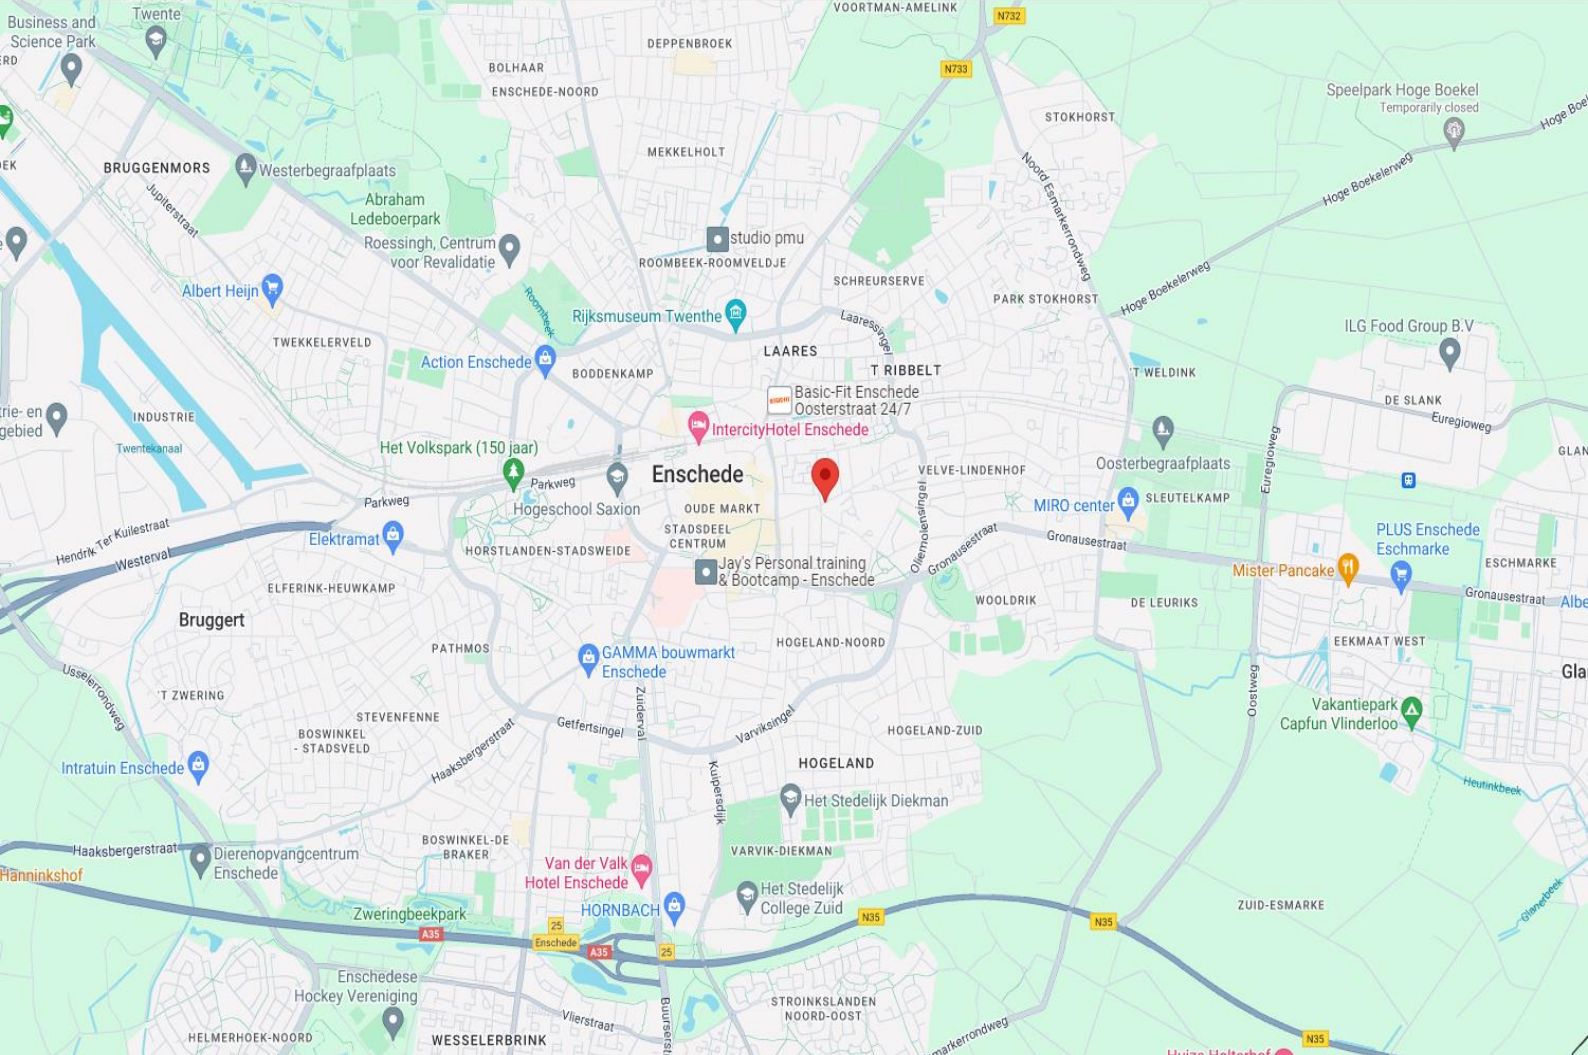 VOORTMAN-AMELINK
Twente
N732
Business and
Science Park
DEPPENBROEK
N733
BOLHAAR
ENSCHEDE-NOORD
Speelpark Hoge Boekel
Temporarily closed
STOKHORST
MEKKELHOLT
BRUGGENMORS
Westerbegraafplaats
Noord Esmarkerrondweg
Hoge Boekelerweg
Jupiterstraat
Abraham
Ledeboerpark
Roessingh, Centrum
voor Revalidatie
studio pmu
ROOMBEEK-ROOMVELDJE
SCHREURSERVE
Hoge Boekelerweg
Albert Heijn
PARK STOKHORST
Roombeek
Rijksmuseum Twenthe
Laaressingel
ILG Food Group B.V
TWEKKELERVELD
LAARES
Action Enschede
BODDENKAMP
T RIBBELT
'T WELDINK
Basic-Fit Enschede
Oosterstraat 24/7
DE SLANK
INDUSTRIE
Euregioweg
IntercityHotel Enschede
Twentekanaal
Het Volkspark (150 jaar)
Euregioweg
Oosterbegraafplaats
Enschede
VELVE-LINDENHOF
Parkweg
Parkweg
SLEUTELKAMP
MIRO center
Hogeschool Saxion
OUDE MARKT
Hendrik Ter Kuilestraat
STADSDEEL
CENTRUM
Oliemolensingel
Elektramat
PLUS Enschede
Eschmarke
Gronausestraat
Gronausestraat
Westerval
HORSTLANDEN-STADSWEIDE
ESCHMARKE
Jay's Personal training
& Bootcamp - Enschede
Mister Pancake
ELFERINK-HEUWKAMP
Gronausestraat
WOOLDRIK
DE LEURIKS
Bruggert
HOGELAND-NOORD
EEKMAAT WEST
PATHMOS
GAMMA bouwmarkt
Enschede
Usselerrondweg
'T ZWERING
Zuiderval
Oostweg
Vakantiepark
Capfun Vlinderloo
STEVENFENNE
Getfertsingel
Varviksingel
HOGELAND-ZUID
BOSWINKEL
- STADSVELD
Haaksbergerstraat
HOGELAND
Intratuin Enschede
Kuipersdijk
Heutinkbeek
Het Stedelijk Diekman
BOSWINKEL-DE
BRAKER
Haaksbergerstraat
VARVIK-DIEKMAN
Dierenopvangcentrum
Enschede
Van der Valk
Hotel Enschede
Hanninkshof
Het Stedelijk
College Zuid
Glanerbeek
ZUID-ESMARKE
HORNBACH
Zweringbeekpark
N35
N35
25
A35
Enschede
A35
25
Enschedese
Hockey Vereniging
STROINKSLANDEN
NOORD-OOST
Vlierstraat
HELMERHOEK-NOORD
WESSELERBRINK
N35